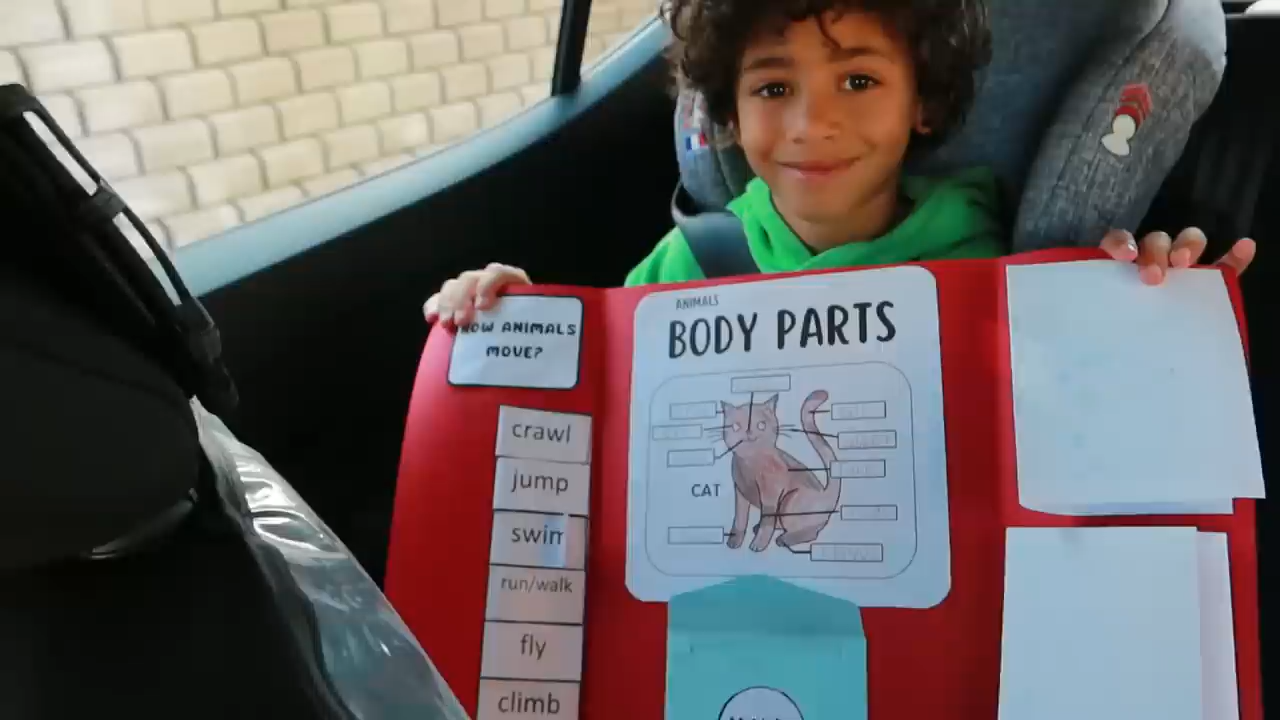 HOW ANIMALS
MOVE?
crawl
jump
swim
run/walk
fly
climb
ANIMALS
BODY PARTS
CAT